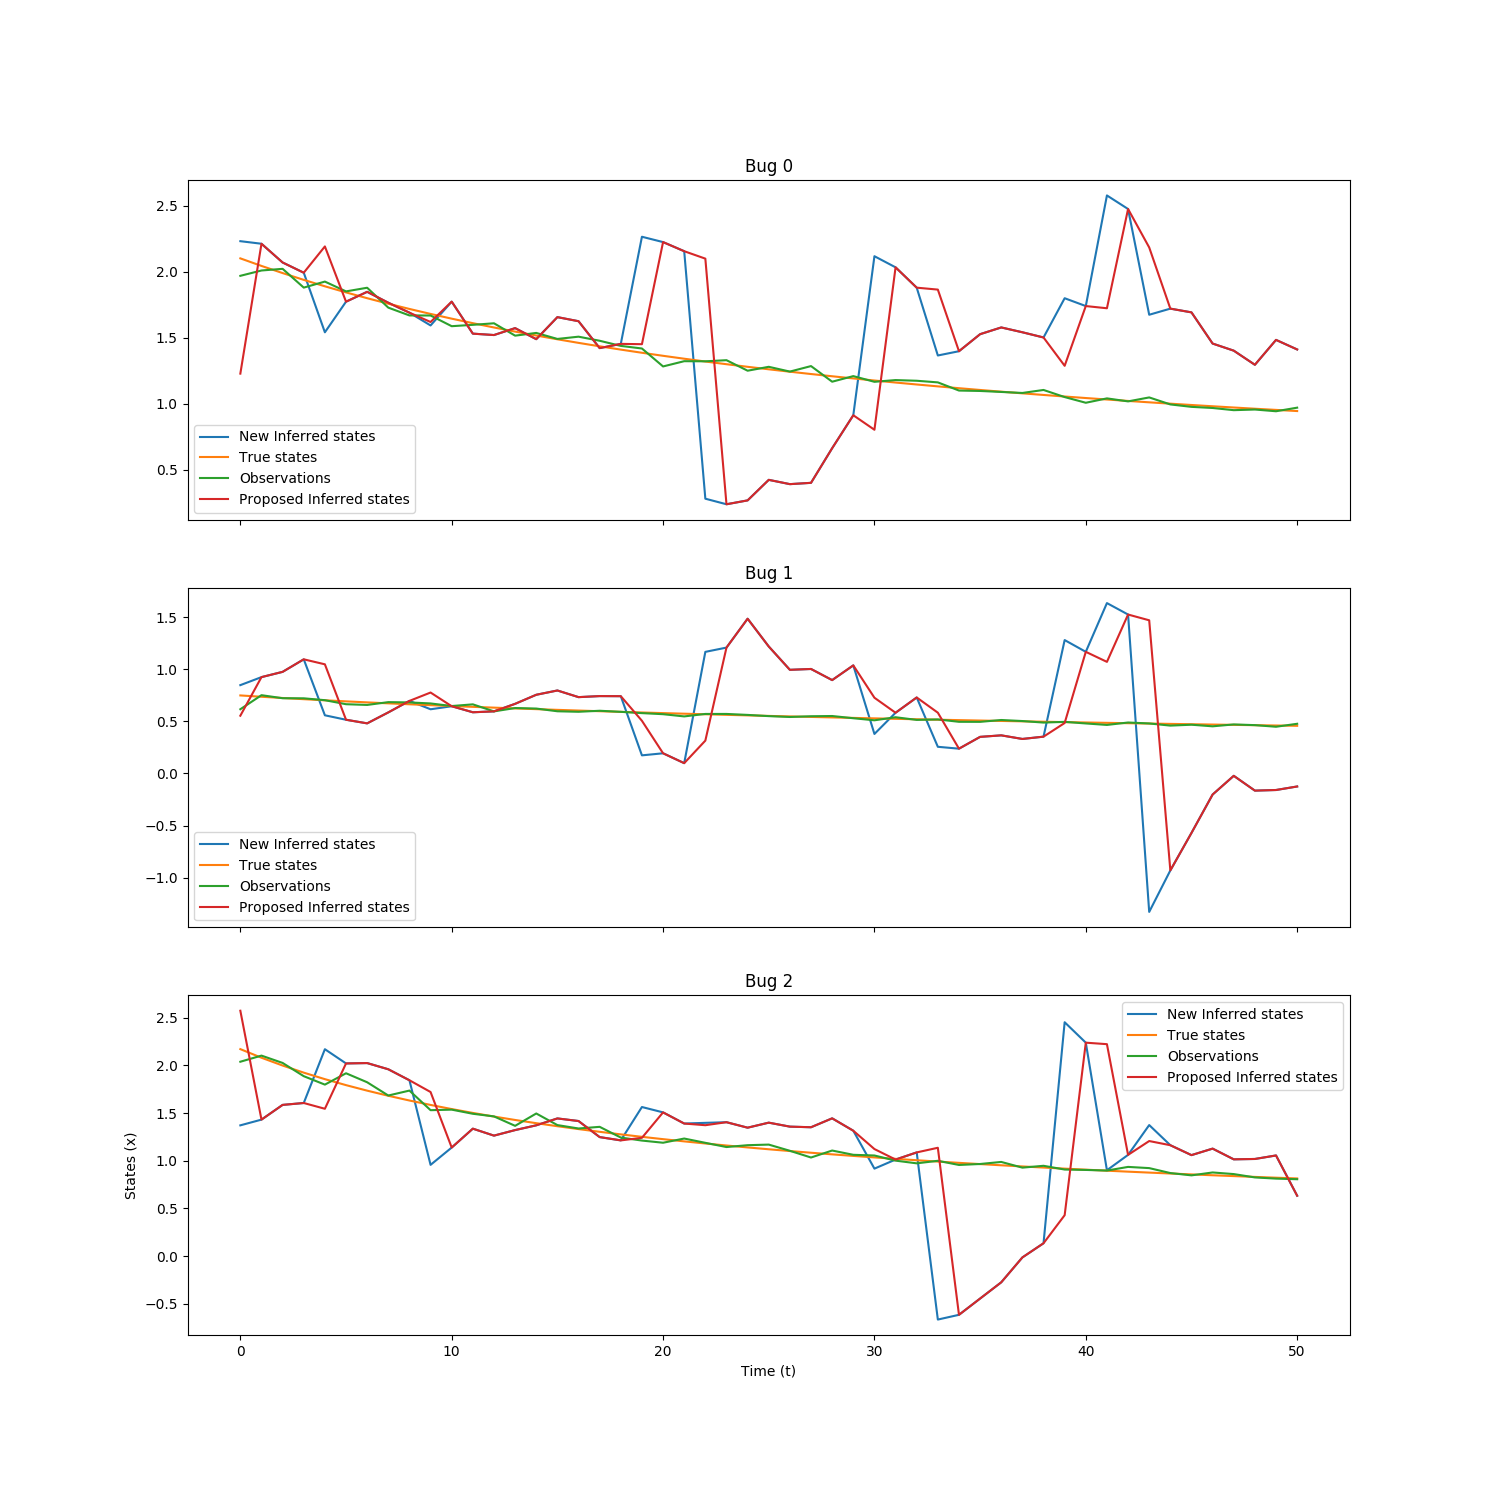 Bug 0
2.5
2.0
1.5
1.0
0.5
New Inferred states
True states
Observations
Proposed Inferred states
Bug 1
1.5
1.0
0.5
0.0
−0.5
−1.0
New Inferred states
True states
Observations
Proposed Inferred states
Bug 2
2.5
2.0
1.5
1.0
0.5
0.0
−0.5
States (x)
New Inferred states
True states
Observations
Proposed Inferred states
0 10 20 30 40 50
Time (t)